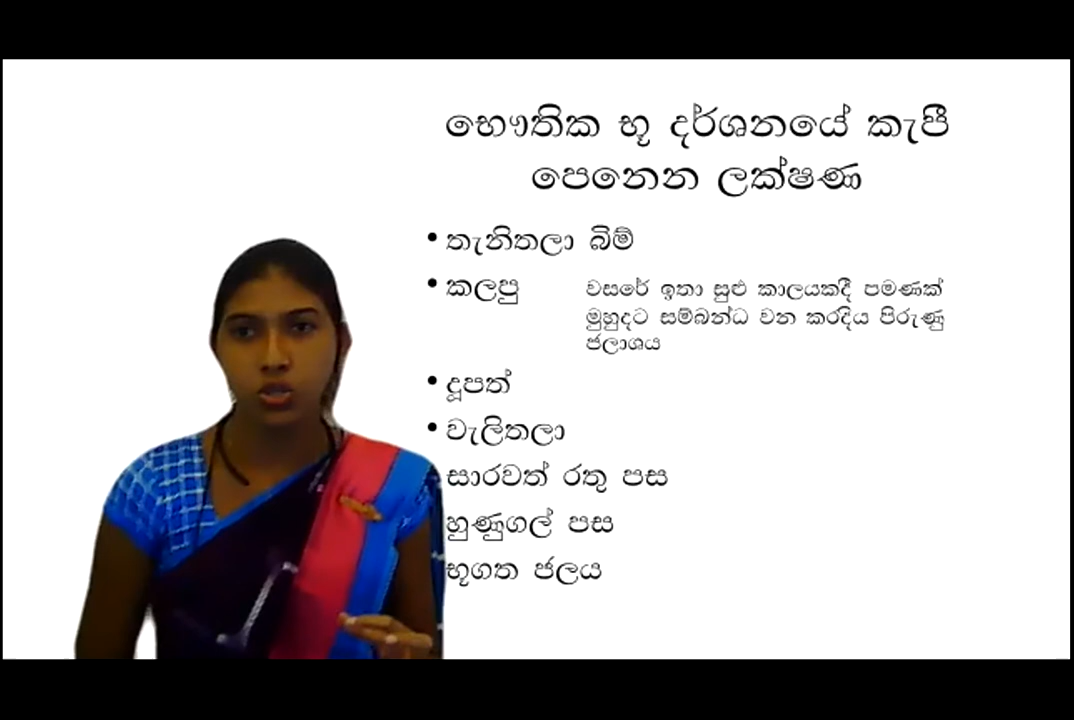 භෞතික භූ දර්ශනයේ කැපී
පෙනෙන ලක්ෂණ
• තැනිතලා බිම්
• කලපු
වසරේ ඉතා සුළු කාලයකදී පමණක්
මුහුදට සම්බන්ධ වන කරදිය පිරුණු
ජලාශය
• දූපත්
• වැලිතලා
සාරවත් රතු පස
හුණුගල් පස
භූගත ජලය